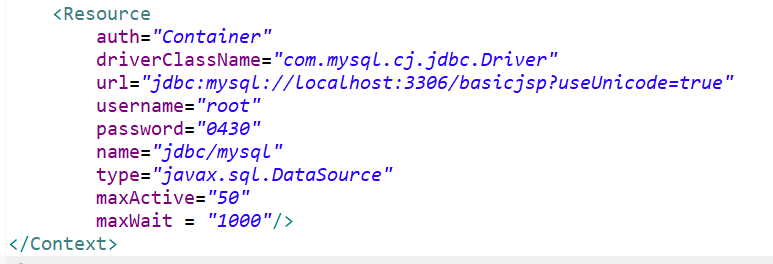 <Resource
auth="Container"
driverClassName="com.mysql.cj.jdbc.Driver"
url="jdbc:mysql://localhost:3306/basicjsp?useUnicode=true"
username="root"
password="0430"
name="jdbc/mysql"
type="javax.sql.DataSource"
maxActive="50"
maxWait = "1000"/>
</Context>